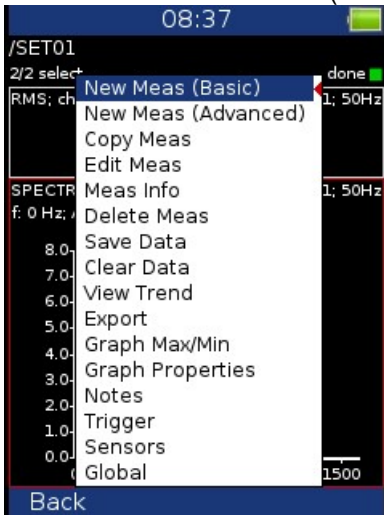 08:37
/SET01
2/2 select
done
RMS; ch
1; 50Hz
New Meas (Basic)
New Meas (Advanced)
Copy Meas
Edit Meas
Meas Info
Delete Meas
Save Data
Clear Data
View Trend
Export
Graph Max/Min
Graph Properties
Notes
Trigger
Sensors
Global
SPECTR
1; 50Hz
f: 0 Hz;
8.0
7.0
6.0
5.0
4.0
3.0
2.0
1.0
0.0
1500
Back